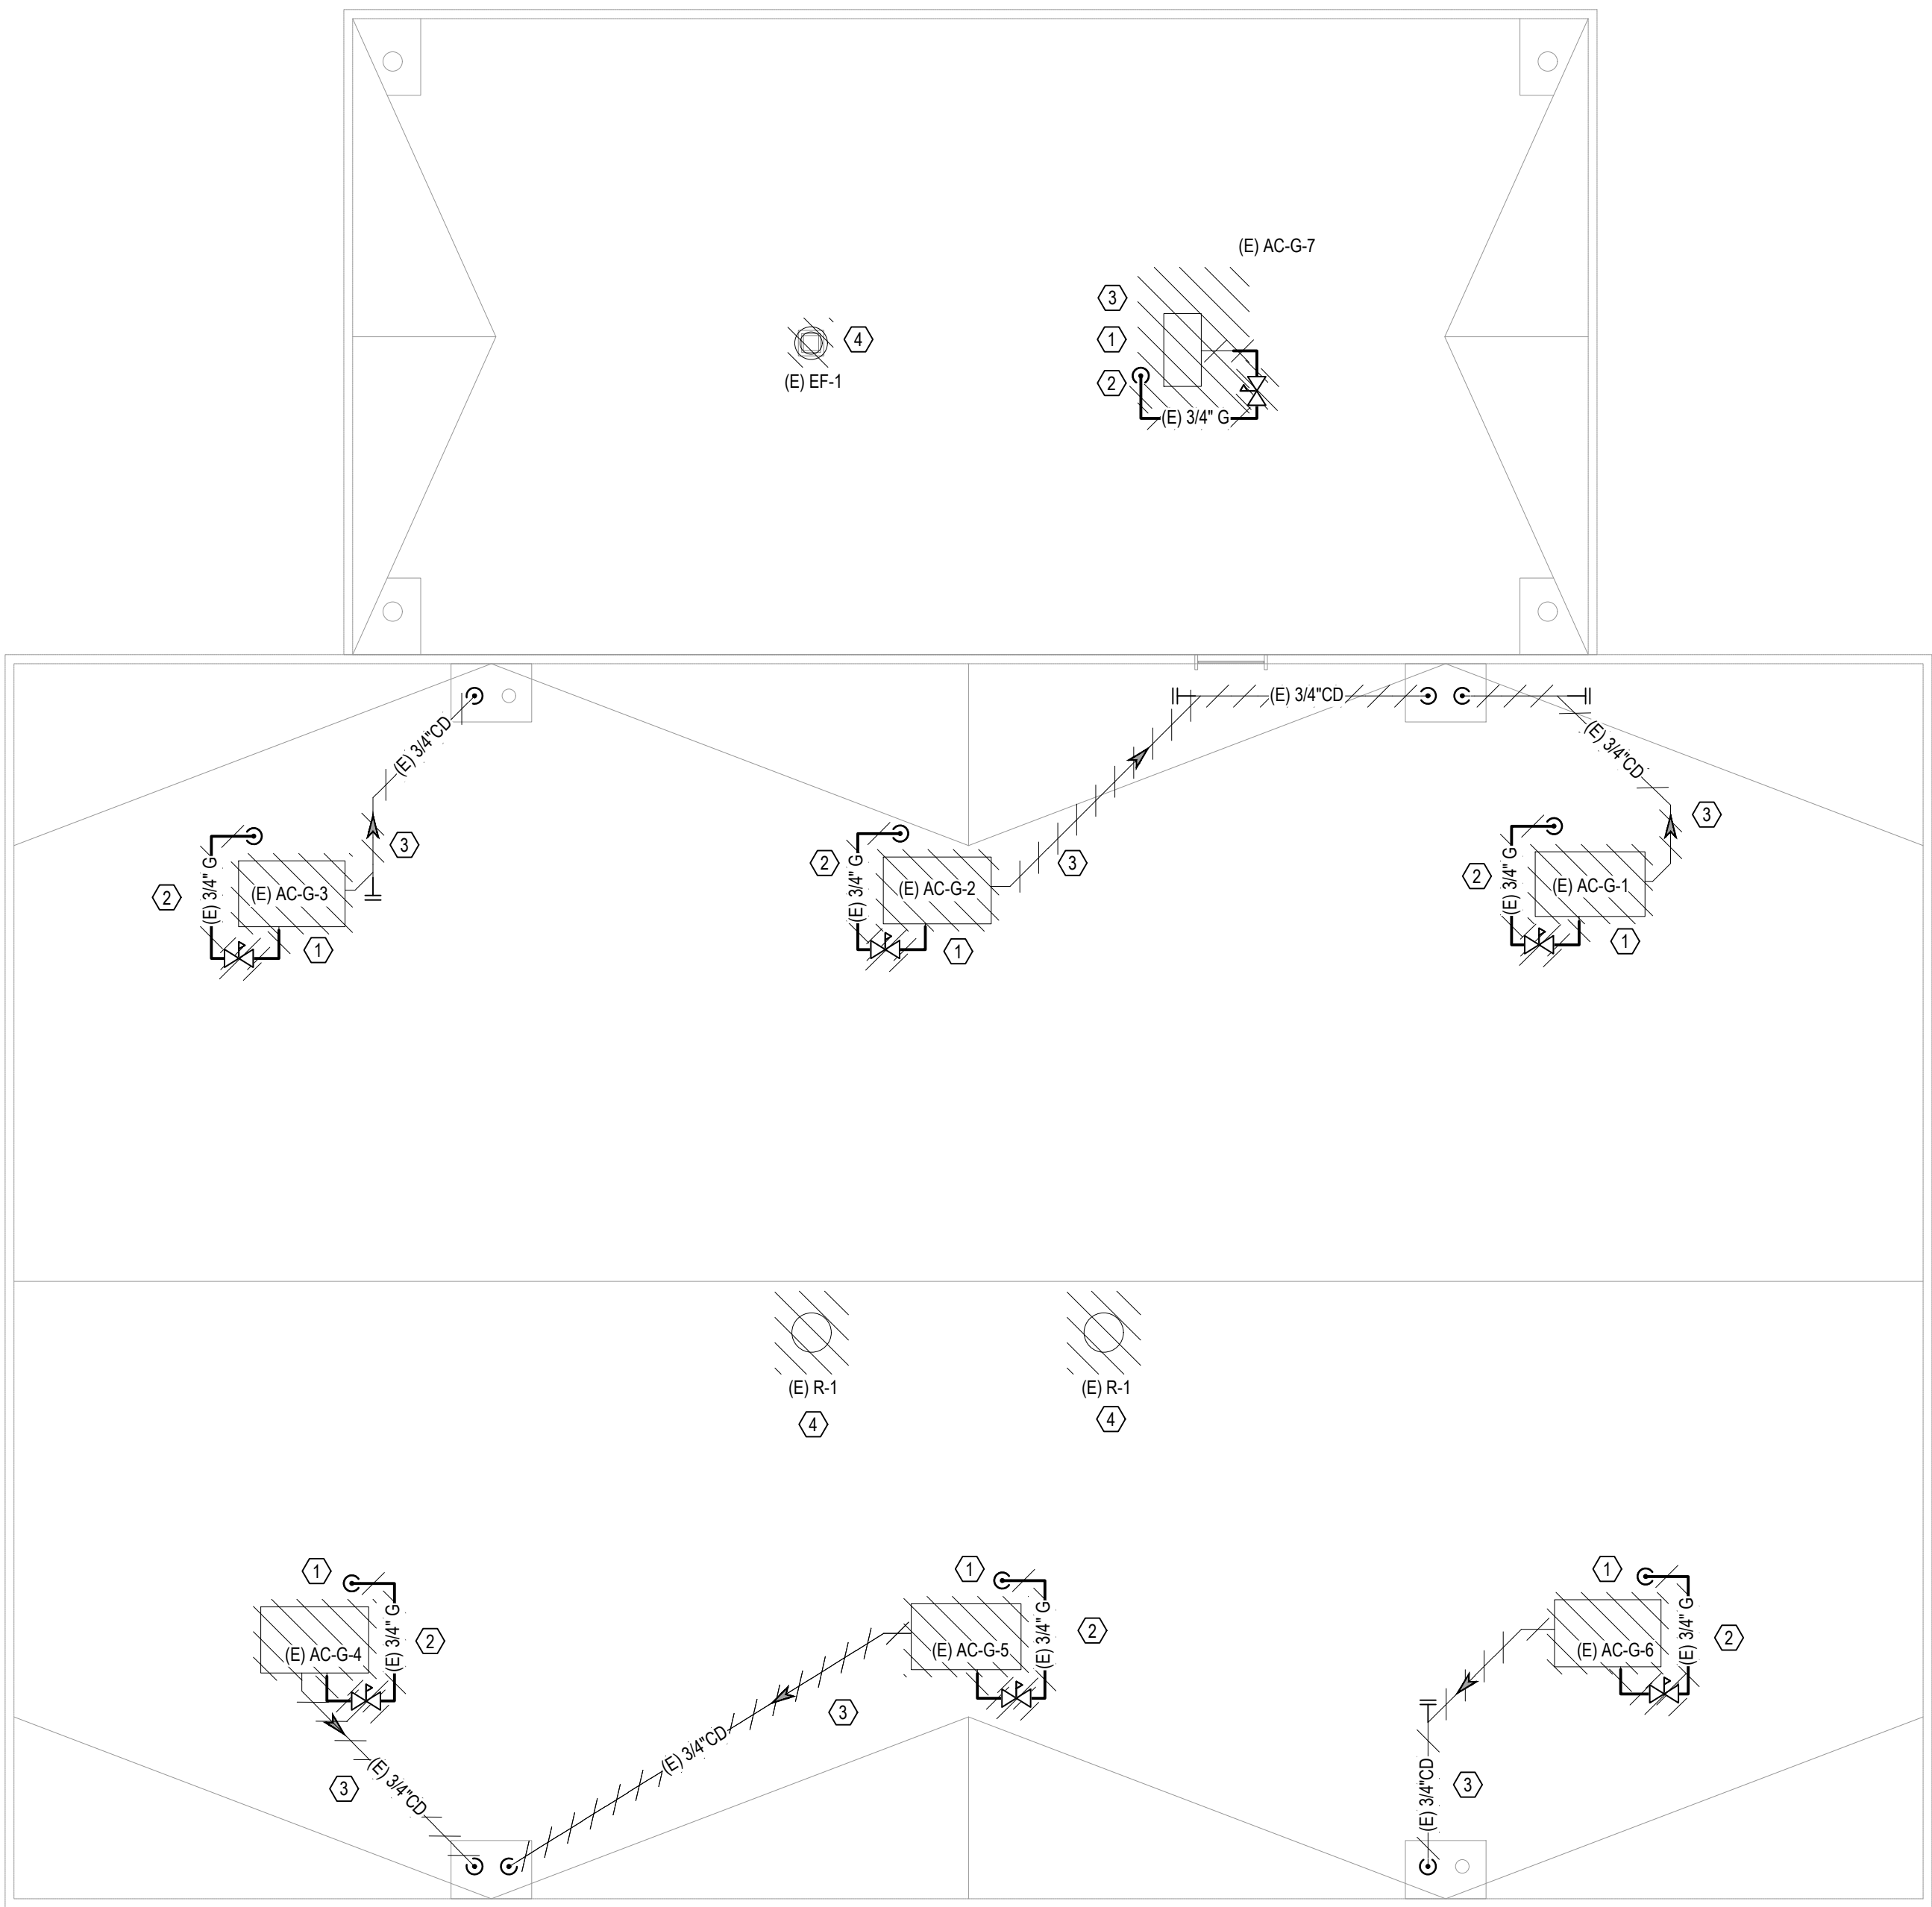 (E) AC-G-7
3
1
4
2
(E) EF-1
(E) 3/4" G
(E) 3/4"CD
(E) 3/4"CD
(E) 3/4"CD
3
3
3
2
2
2
(E) 3/4" G
(E) 3/4" G
(E) 3/4" G
(E) AC-G-3
(E) AC-G-2
(E) AC-G-1
1
1
1
(E) R-1
(E) R-1
4
4
1
1
1
(E) 3/4" G
(E) 3/4" G
(E) 3/4" G
2
2
2
(E) AC-G-4
(E) AC-G-5
(E) AC-G-6
3
(E) 3/4"CD
3
(E) 3/4"CD
(E) 3/4"CD
3